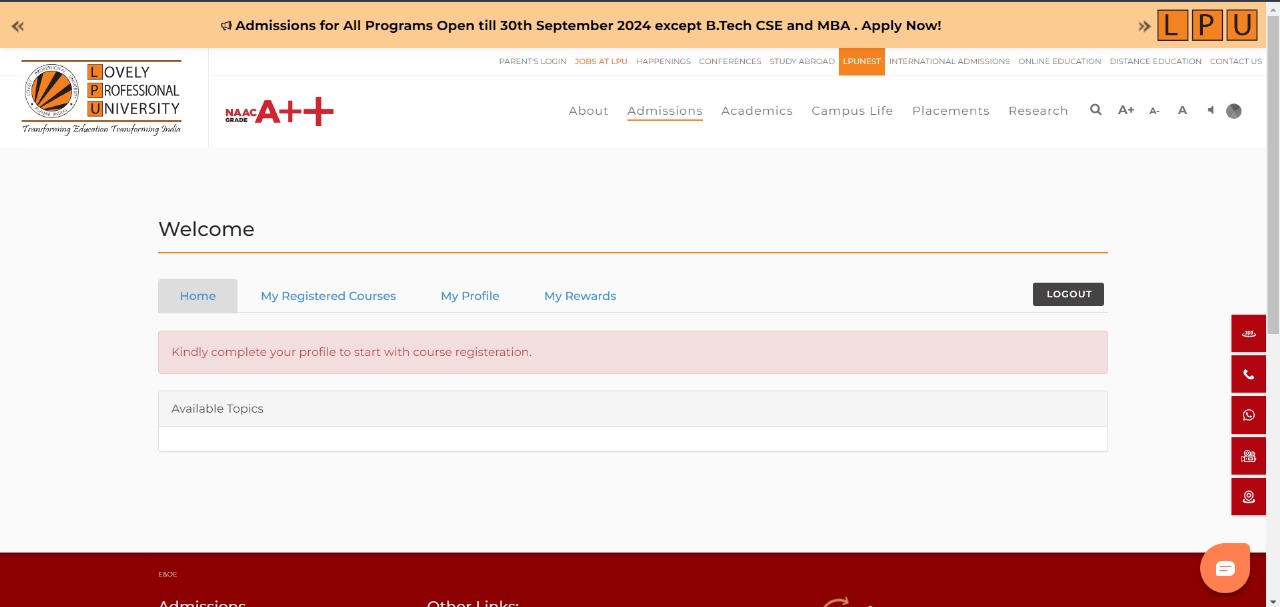 Admissions for All Programs Open till 30th September 2024 except B.Tech CSE and MBA . Apply Now!
L P U
PARENT'S LOGIN JOBS AT LPU HAPPENINGS CONFERENCES STUDY ABROAD LPUNEST INTERNATIONAL ADMISSIONS ONLINE EDUCATION DISTANCE EDUCATION CONTACT US
LOVELY
PROFESSIONAL
UNIVERSITY
Transforming Education Transforming India
NAAC
GRADE A++
About Admissions Academics Campus Life Placements Research A+ A- A
Welcome
Home My Registered Courses My Profile My Rewards LOGOUT
Kindly complete your profile to start with course registeration.
Available Topics
E&OE
Admissions Other Links: